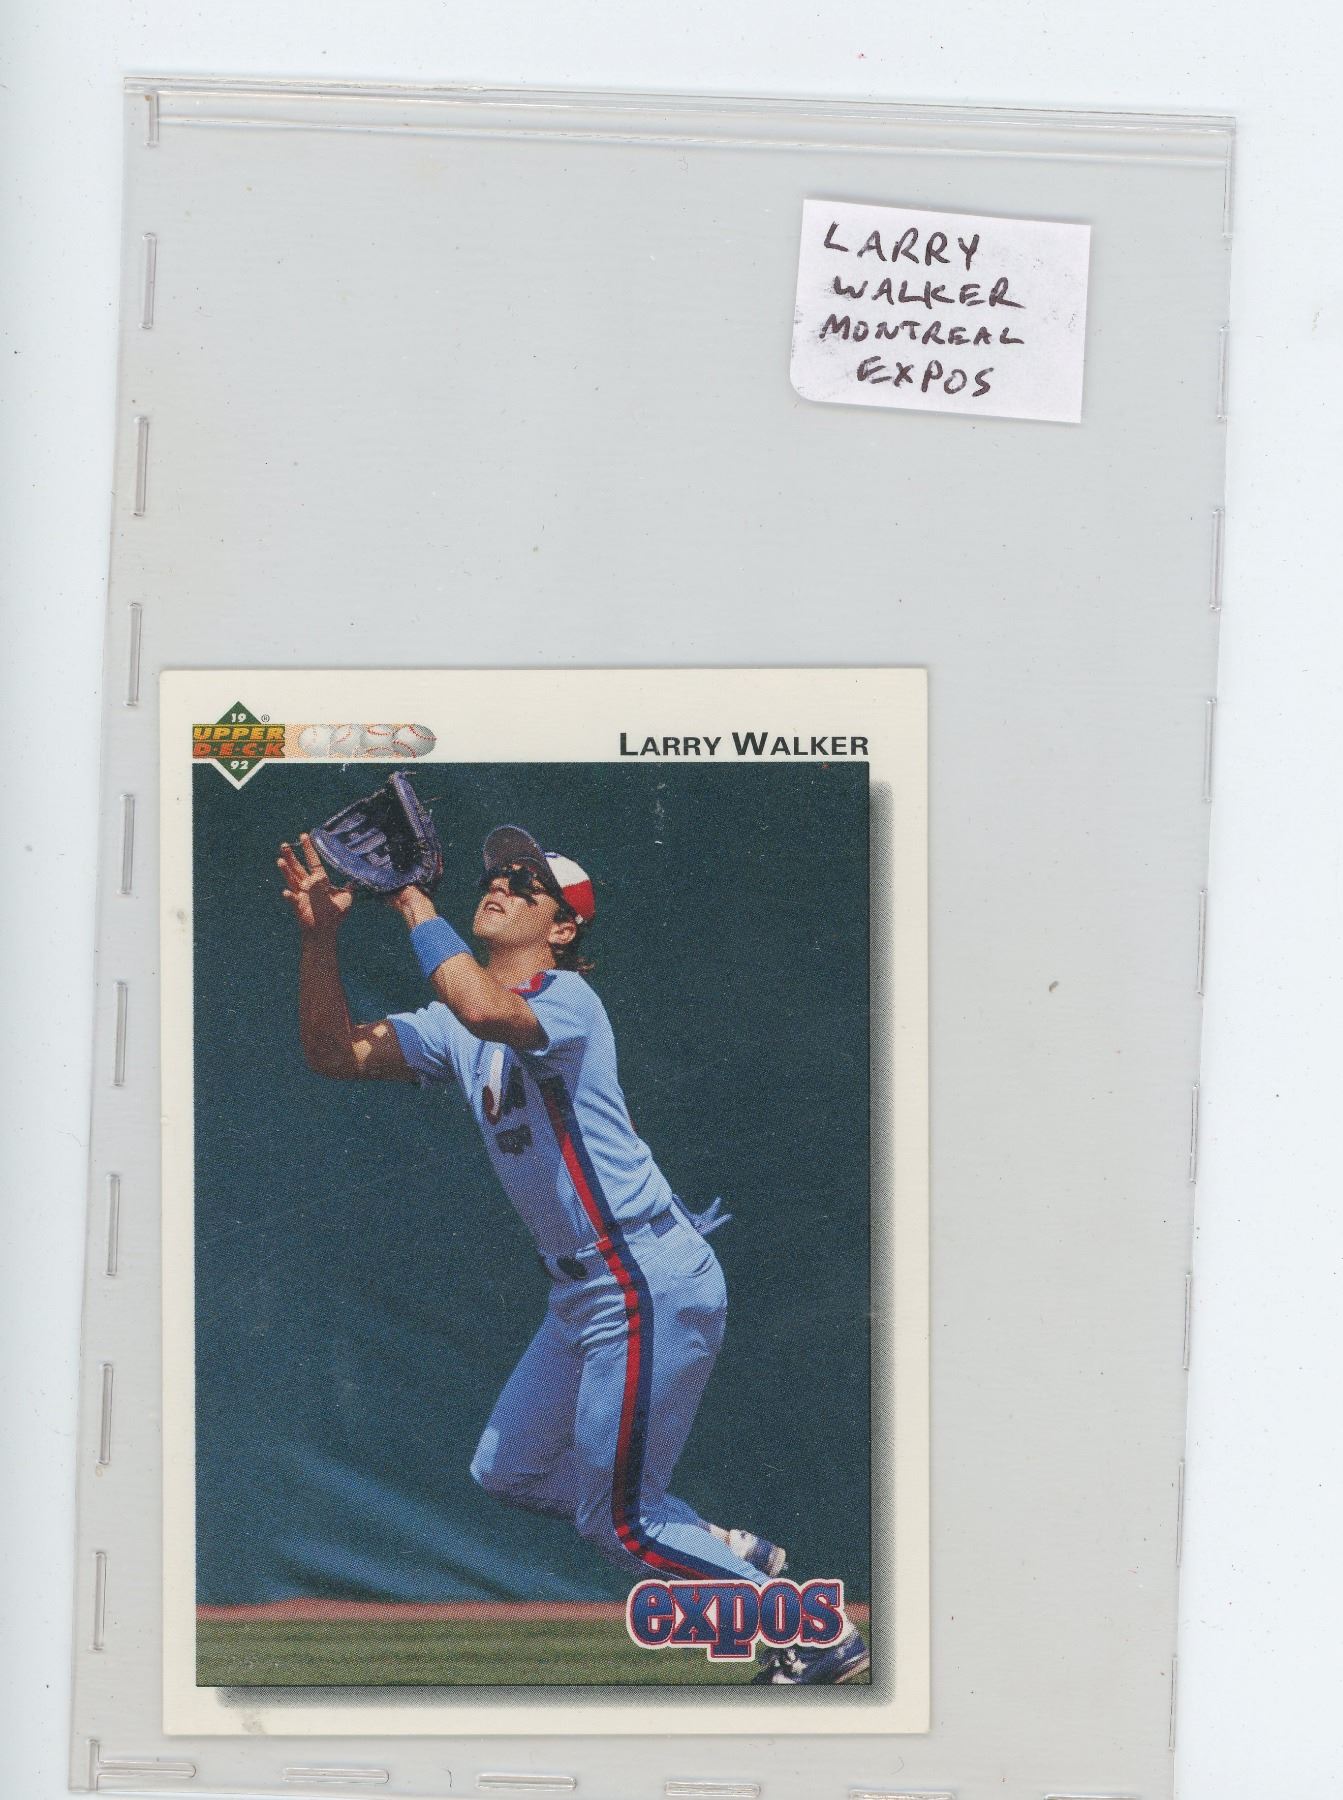 LARRY
WALKER
MONTREAL
EXPOS
19
UPPER
DECK
92
LARRY WALKER
expos